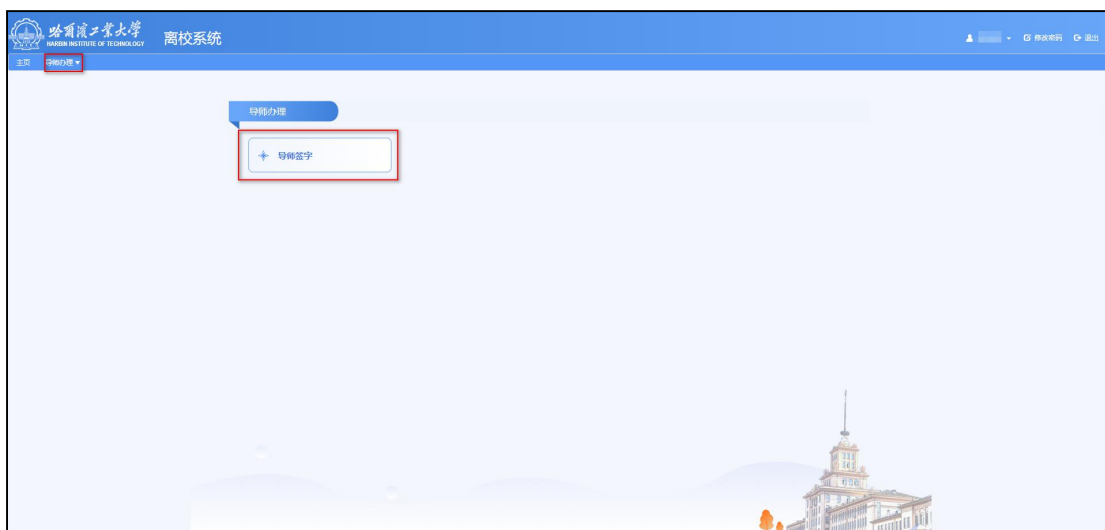 哈爾濱工業大學
HARBIN INSTITUTE OF TECHNOLOGY
离校系统
修改密码
退出
主页
导师办理
导师办理
导师签字